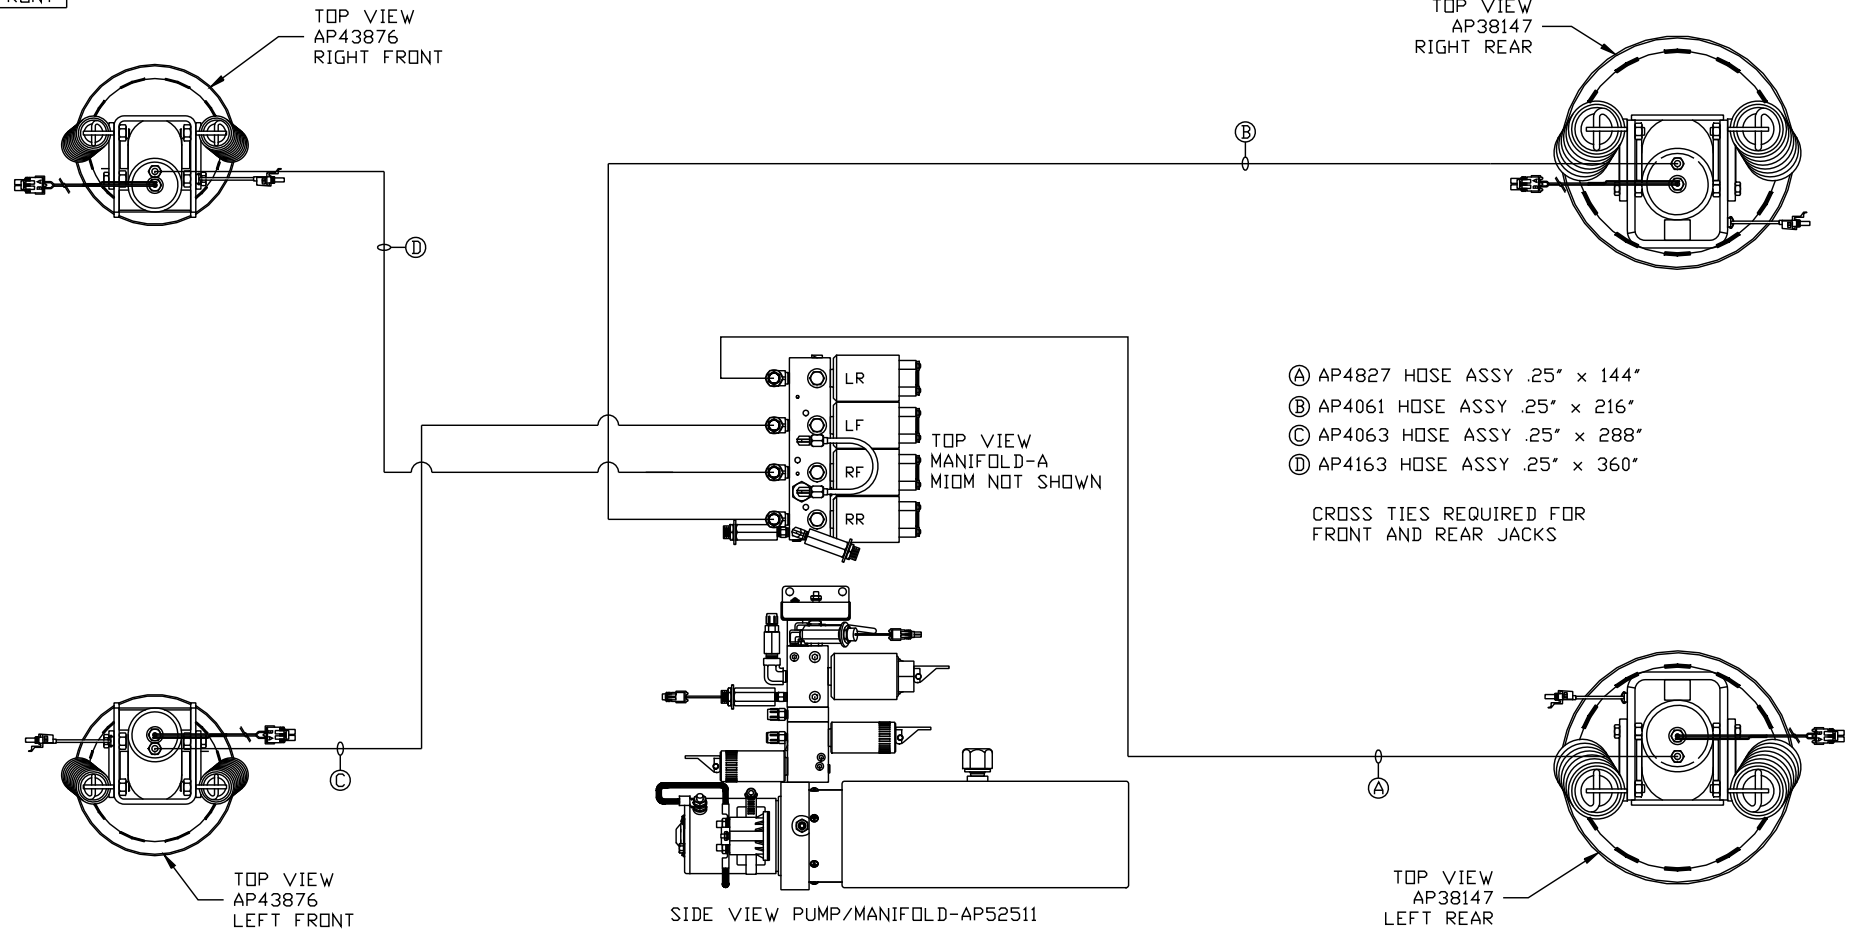 TOP VIEW
AP43876
RIGHT FRONT
TOP VIEW
AP38147
RIGHT REAR
B
D
LR
LF
RF
RR
TOP VIEW
MANIFOLD-A
MIOM NOT SHOWN
A AP4827 HOSE ASSY .25" x 144"
B AP4061 HOSE ASSY .25" x 216"
C AP4063 HOSE ASSY .25" x 288"
D AP4163 HOSE ASSY .25" x 360"
CROSS TIES REQUIRED FOR
FRONT AND REAR JACKS
C
A
TOP VIEW
AP43876
LEFT FRONT
SIDE VIEW PUMP/MANIFOLD-AP52511
TOP VIEW
AP38147
LEFT REAR